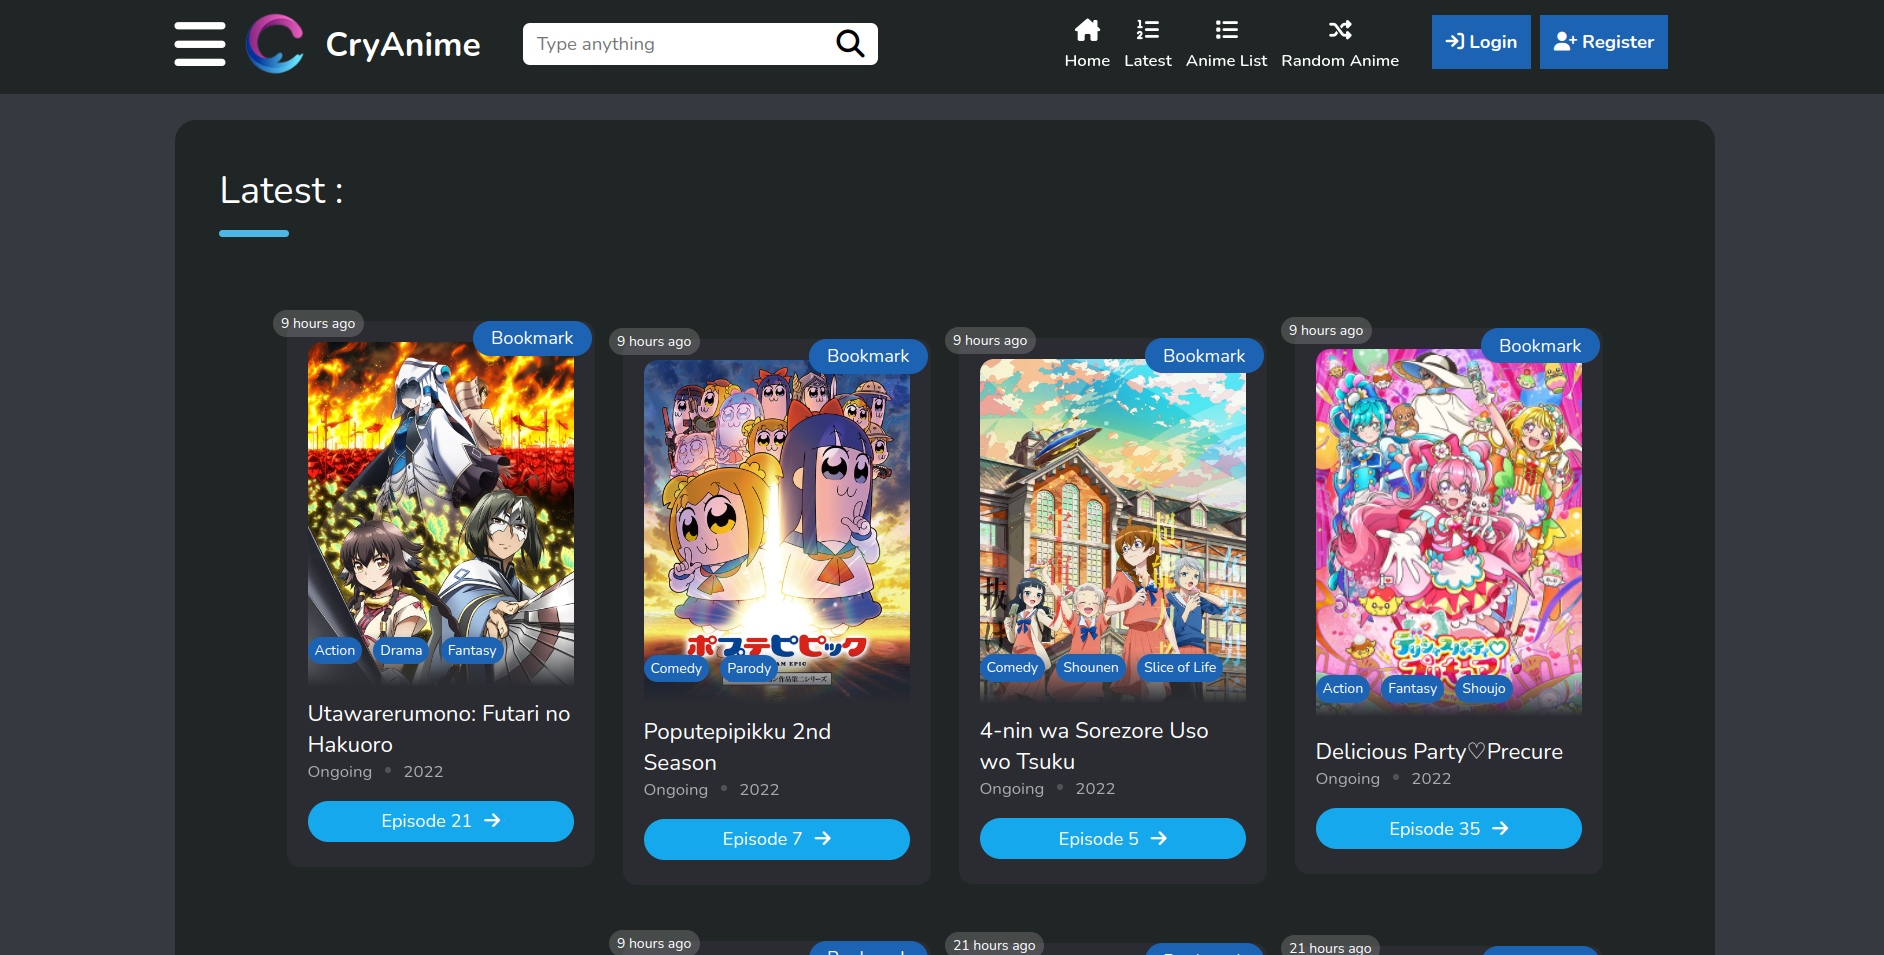 CryAnime
Type anything
Home
Latest
Anime List
Random Anime
Login
Register
Latest :
9 hours ago
Bookmark
Action
Drama
Fantasy
Utawarerumono: Futari no
Hakuoro
Ongoing • 2022
Episode 21
9 hours ago
Bookmark
ポプテピピック
Comedy
Parody
Poputepipikku 2nd
Season
Ongoing • 2022
Episode 7
9 hours ago
Bookmark
Comedy
Shounen
Slice of Life
4-nin wa Sorezore Uso
wo Tsuku
Ongoing • 2022
Episode 5
9 hours ago
Bookmark
デリシャスパーティ♡
プリキュア
Action
Fantasy
Shoujo
Delicious Party♡Precure
Ongoing • 2022
Episode 35
9 hours ago
21 hours ago
21 hours ago